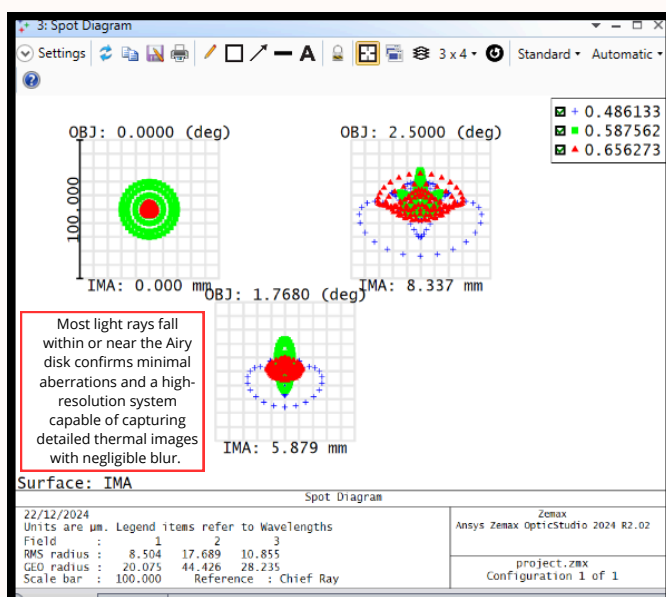 3: Spot Diagram
Settings
3 x 4 Standard Automatic
+ 0.486133
0.587562
0.656273
OBJ: 0.0000 (deg)
OBJ: 2.5000 (deg)
100.000
IMA: 0.000 mm
IMA: 8.337 mm
OBJ: 1.7680 (deg)
IMA: 5.879 mm
Most light rays fall
within or near the Airy
disk confirms minimal
aberrations and a high-
resolution system
capable of capturing
detailed thermal images
with negligible blur.
Surface: IMA
Spot Diagram
22/12/2024
Units are µm. Legend items refer to Wavelengths
Field : 1 2 3
RMS radius : 8.504 17.689 10.855
GEO radius : 20.075 44.426 28.235
Scale bar : 100.000 Reference : Chief Ray
Zemax
Ansys Zemax OpticStudio 2024 R2.02
project.zmx
Configuration 1 of 1